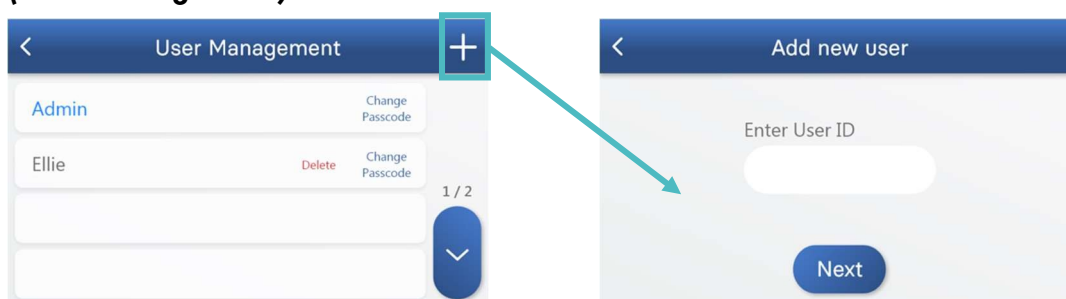 User Management
Admin
Change
Passcode
Ellie
Delete
Change
Passcode
1 / 2
Add new user
Enter User ID
Next